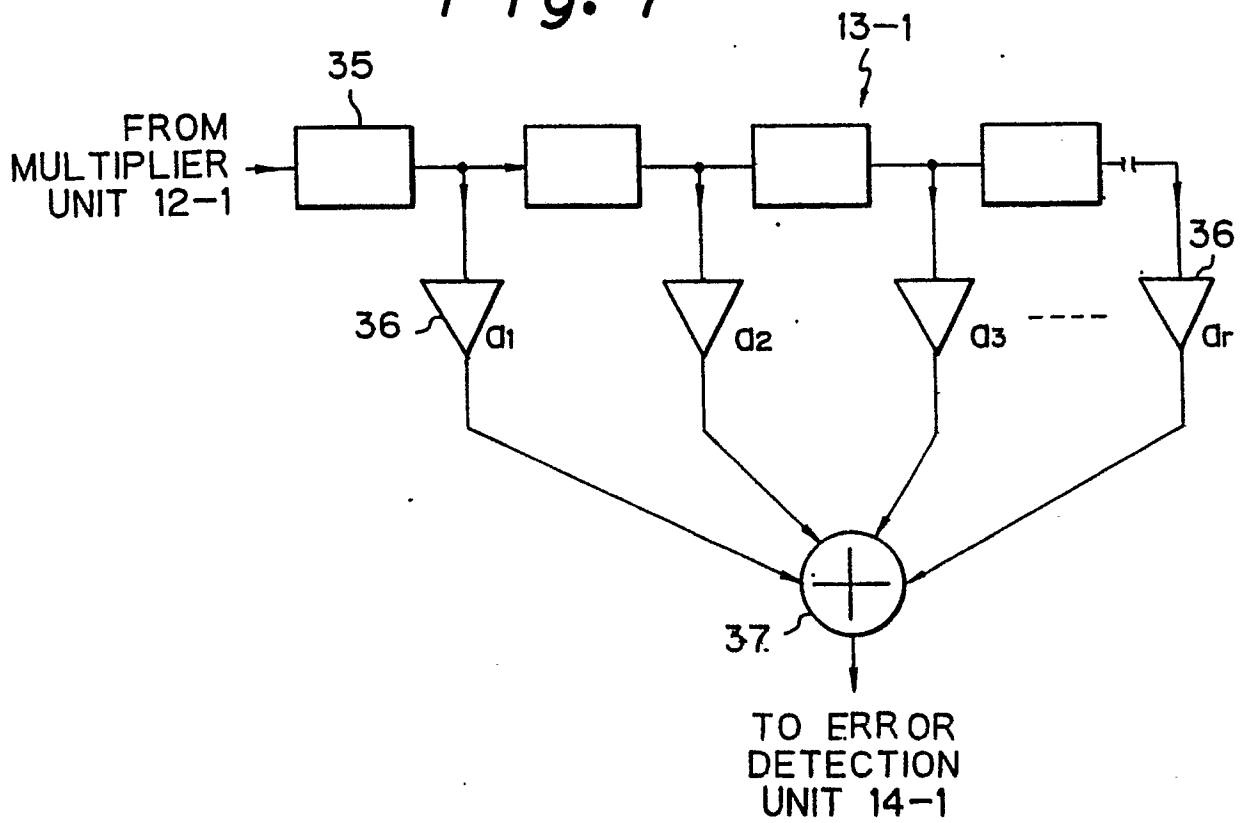 13-1
35
FROM
MULTIPLIER
UNIT 12-1
36
36
a1
a2
a3
ar
37
TO ERROR
DETECTION
UNIT 14-1